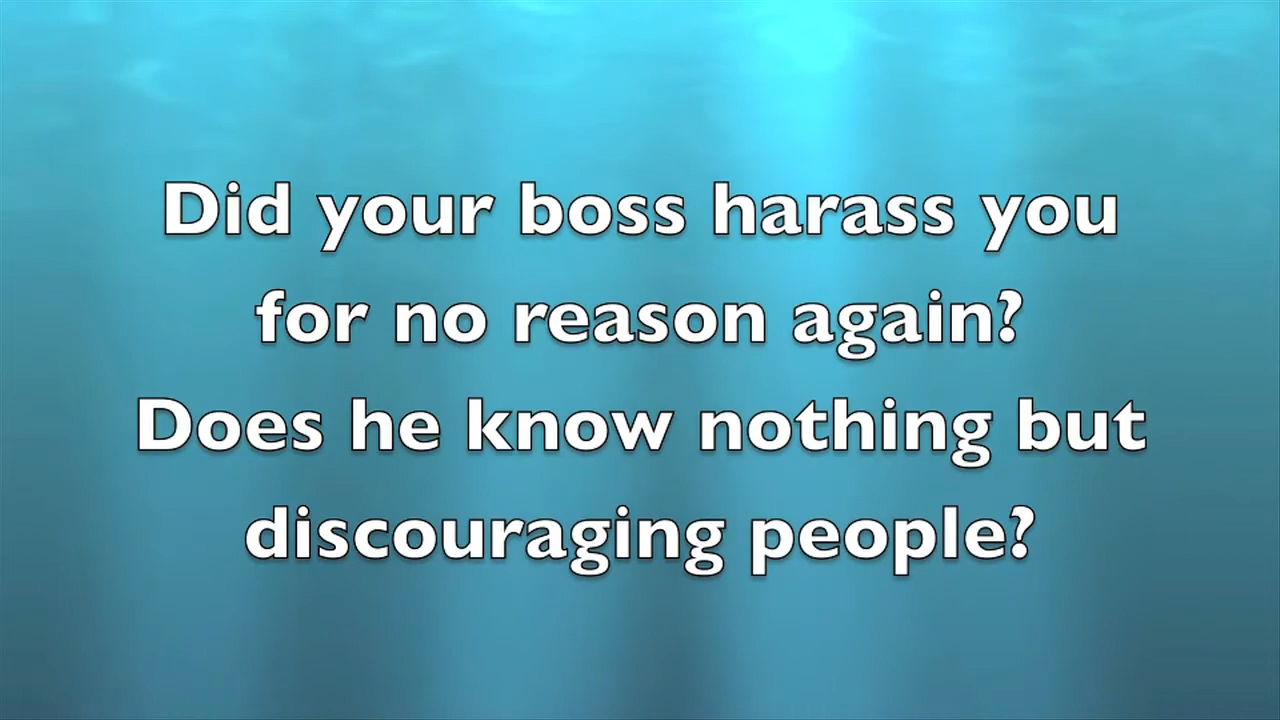 Did your boss harass you
for no reason again?
Does he know nothing but
discouraging people?